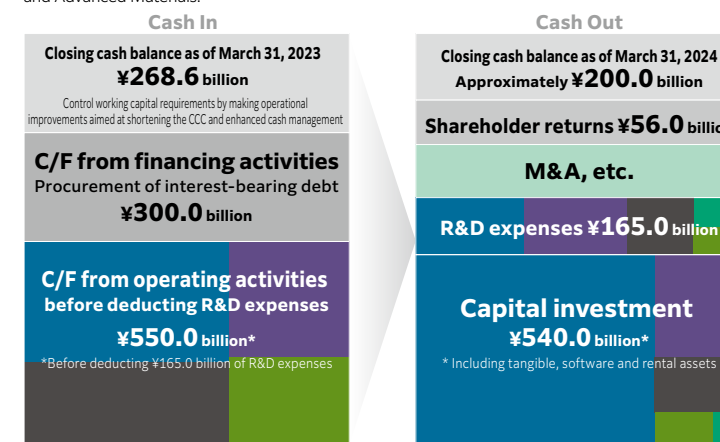 and Advanced Materials.
Cash In
Closing cash balance as of March 31, 2023
¥268.6 billion
Control working capital requirements by making operational
improvements aimed at shortening the CCC and enhanced cash management
C/F from financing activities
Procurement of interest-bearing debt
¥300.0 billion
C/F from operating activities
before deducting R&D expenses
¥550.0 billion*
*Before deducting ¥165.0 billion of R&D expenses
Cash Out
Closing cash balance as of March 31, 2024
Approximately ¥200.0 billion
Shareholder returns ¥56.0
M&A, etc.
R&D expenses ¥165.0 billion
Capital investment
¥540.0 billion*
* Including tangible, software and rental assets